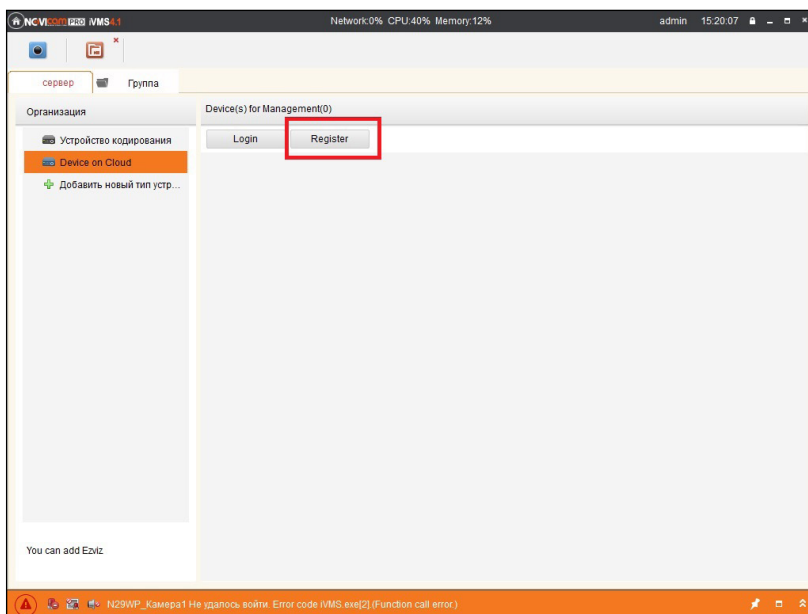 NOVIcam PRO iVMS4.1 Network:0% CPU:40% Memory:12% admin 15:20:07
сервер Группа
Организация Device(s) for Management(0)
Устройство кодирования Login Register
Device on Cloud
Добавить новый тип устр...
You can add Ezviz
N29WP_Камера1 Не удалось войти. Error code iVMS.exe[2].(Function call error.)